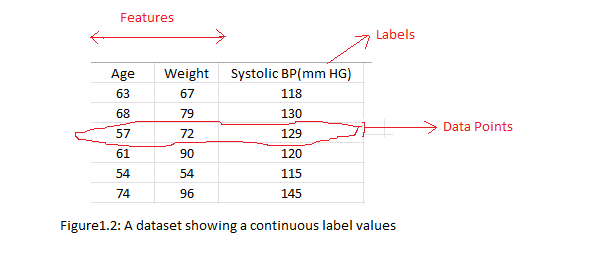 Features
Labels
Age Weight Systolic BP(mm HG)
63 67 118
68 79 130
57 72 129
Data Points
61 90 120
54 54 115
74 96 145
Figure1.2: A dataset showing a continuous label values